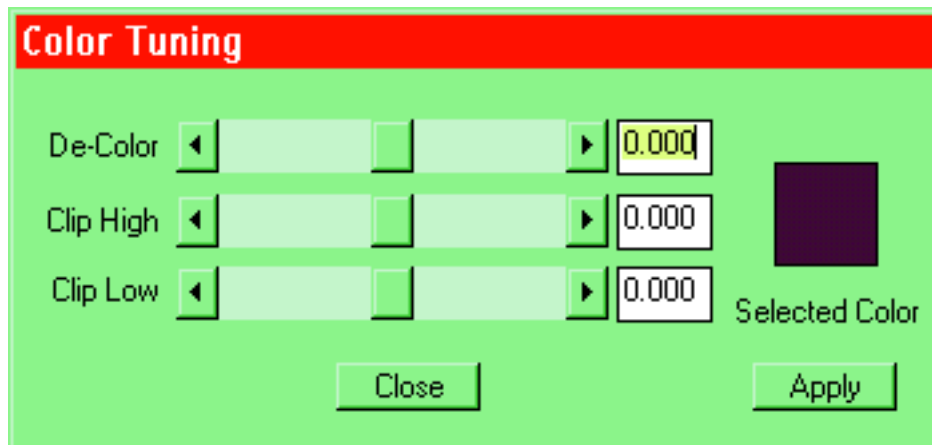 Color Tuning
De-Color 0.000
Clip High 0.000
Clip Low 0.000
Selected Color
Close Apply